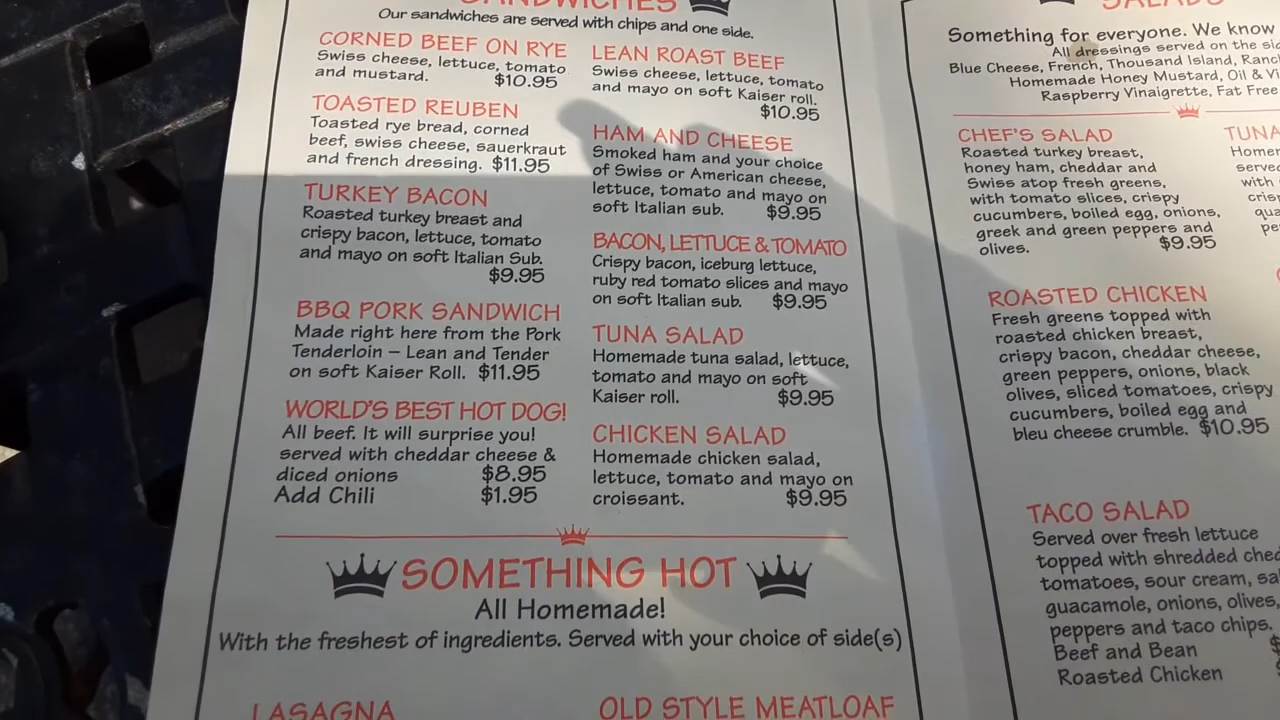 SANDWICHES
Our sandwiches are served with chips and one side.
CORNED BEEF ON RYE
Swiss cheese, lettuce, tomato
and mustard. $10.95
TOASTED REUBEN
Toasted rye bread, corned
beef, swiss cheese, sauerkraut
and french dressing. $11.95
TURKEY BACON
Roasted turkey breast and
crispy bacon, lettuce, tomato
and mayo on soft Italian Sub.
$9.95
BBQ PORK SANDWICH
Made right here from the Pork
Tenderloin – Lean and Tender
on soft Kaiser Roll. $11.95
WORLD'S BEST HOT DOG!
All beef. It will surprise you!
served with cheddar cheese &
diced onions $8.95
Add Chili $1.95
LEAN ROAST BEEF
Swiss cheese, lettuce, tomato
and mayo on soft Kaiser roll.
$10.95
HAM AND CHEESE
Smoked ham and your choice
of Swiss or American cheese,
lettuce, tomato and mayo on
soft Italian sub. $9.95
BACON, LETTUCE & TOMATO
Crispy bacon, iceburg lettuce,
ruby red tomato slices and mayo
on soft Italian sub. $9.95
TUNA SALAD
Homemade tuna salad, lettuce,
tomato and mayo on soft
Kaiser roll. $9.95
CHICKEN SALAD
Homemade chicken salad,
lettuce, tomato and mayo on
croissant. $9.95
SOMETHING HOT
All Homemade!
With the freshest of ingredients. Served with your choice of side(s)
LASAGNA
OLD STYLE MEATLOAF
SALADS
Something for everyone. We know
All dressings served on the
Blue Cheese, French, Thousand Island,
Homemade Honey Mustard, Oil &
Raspberry Vinaigrette, Fat Free
CHEF'S SALAD
Roasted turkey breast,
honey ham, cheddar and
Swiss atop fresh greens,
with tomato slices, crispy
cucumbers, boiled egg, onions,
greek and green peppers and
olives. $9.95
ROASTED CHICKEN
Fresh greens topped with
roasted chicken breast,
crispy bacon, cheddar cheese,
green peppers, onions, black
olives, sliced tomatoes, crispy
cucumbers, boiled egg and
bleu cheese crumble. $10.95
TACO SALAD
Served over fresh lettuce
topped with shredded
tomatoes, sour cream,
guacamole, onions, olives,
peppers and taco chips.
Beef and Bean
Roasted Chicken
TUNA
with